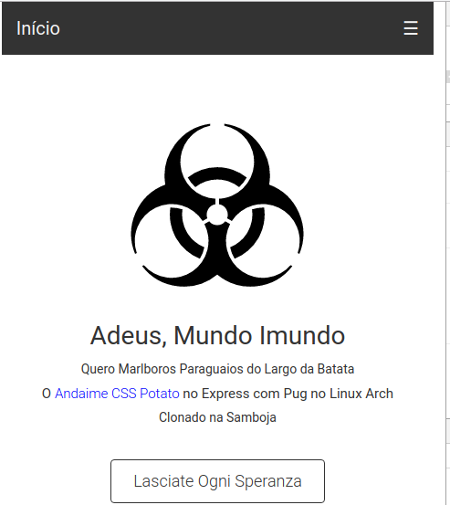 Início ☰
Adeus, Mundo Imundo
Quero Marlboros Paraguaios do Largo da Batata
O Andaime CSS Potato no Express com Pug no Linux Arch
Clonado na Samboja
Lasciate Ogni Speranza